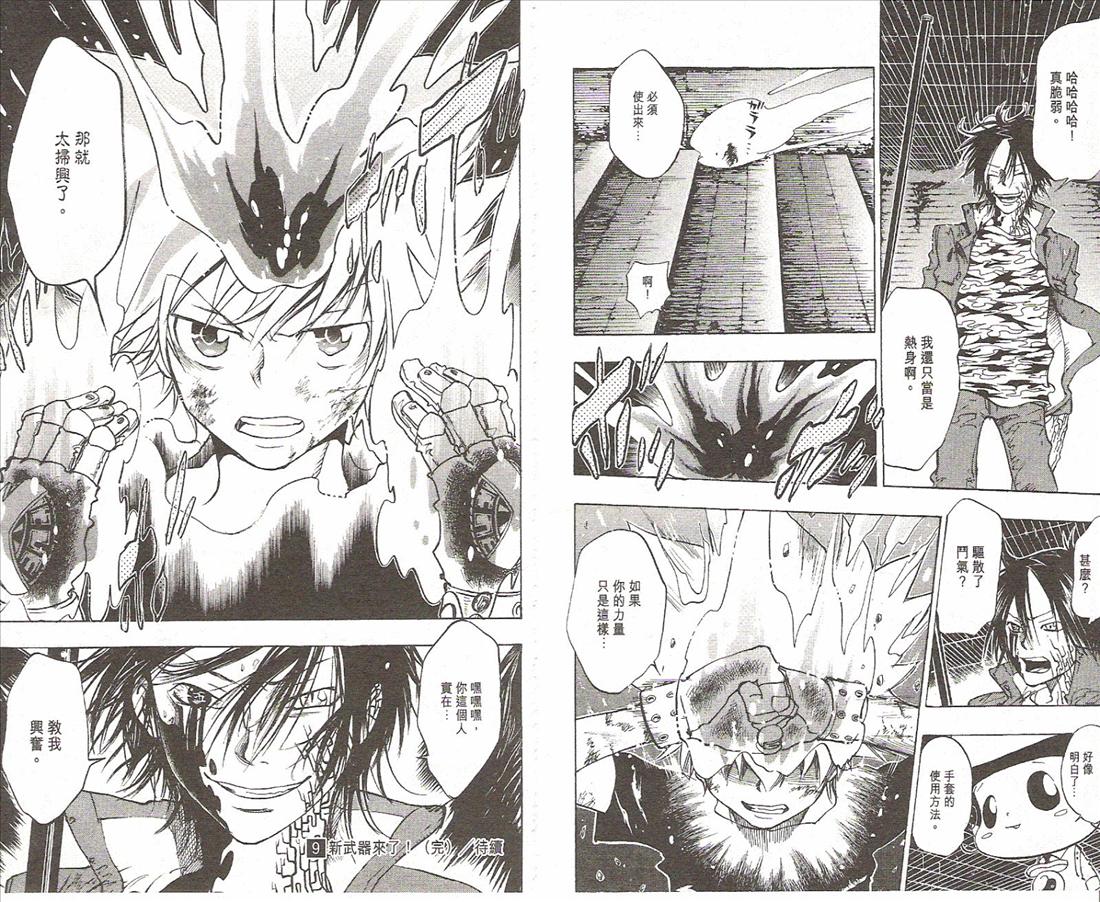 哈哈哈哈！
真脆弱。
我還只當是
熱身啊。
必須
使出來…
カララ…
啊！
甚麼？
驅散了
鬥氣？
好像
明白了…
手套的
使用方法。
如果
你的力量
只是這樣…
那就
太掃興了。
嘿嘿嘿，
你這個人
實在…
教我
興奮。
9 新武器來了！（完）／待續